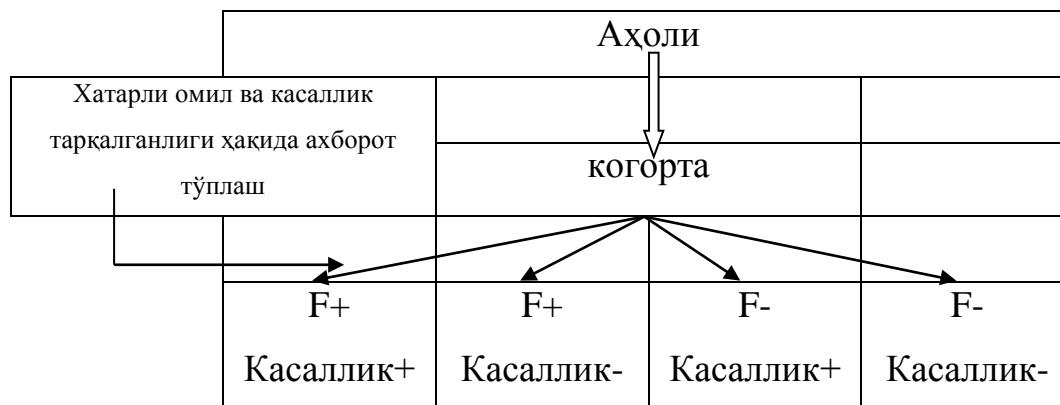 Аҳоли
Хатарли омил ва касаллик
тарқалганлиги ҳақида ахборот
тўплаш
когорта
F+ F+ F- F-
Касаллик+ Касаллик- Касаллик+ Касаллик-